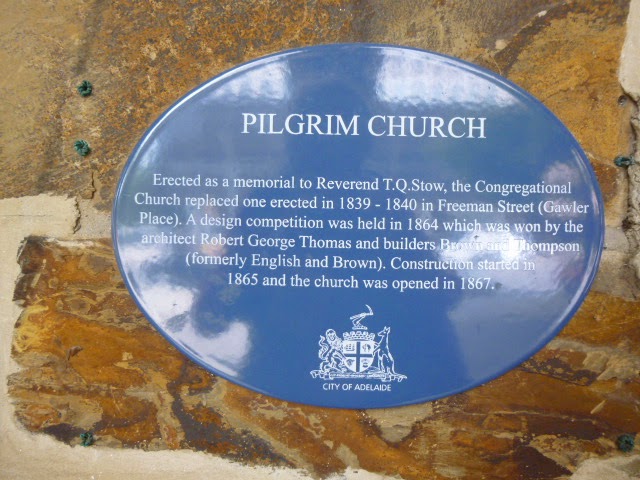 PILGRIM CHURCH
Erected as a memorial to Reverend T.Q.Stow, the Congregational
Church replaced one erected in 1839 - 1840 in Freeman Street (Gawler
Place). A design competition was held in 1864 which was won by the
architect Robert George Thomas and builders Brown and Thompson
(formerly English and Brown). Construction started in
1865 and the church was opened in 1867.
CITY OF ADELAIDE